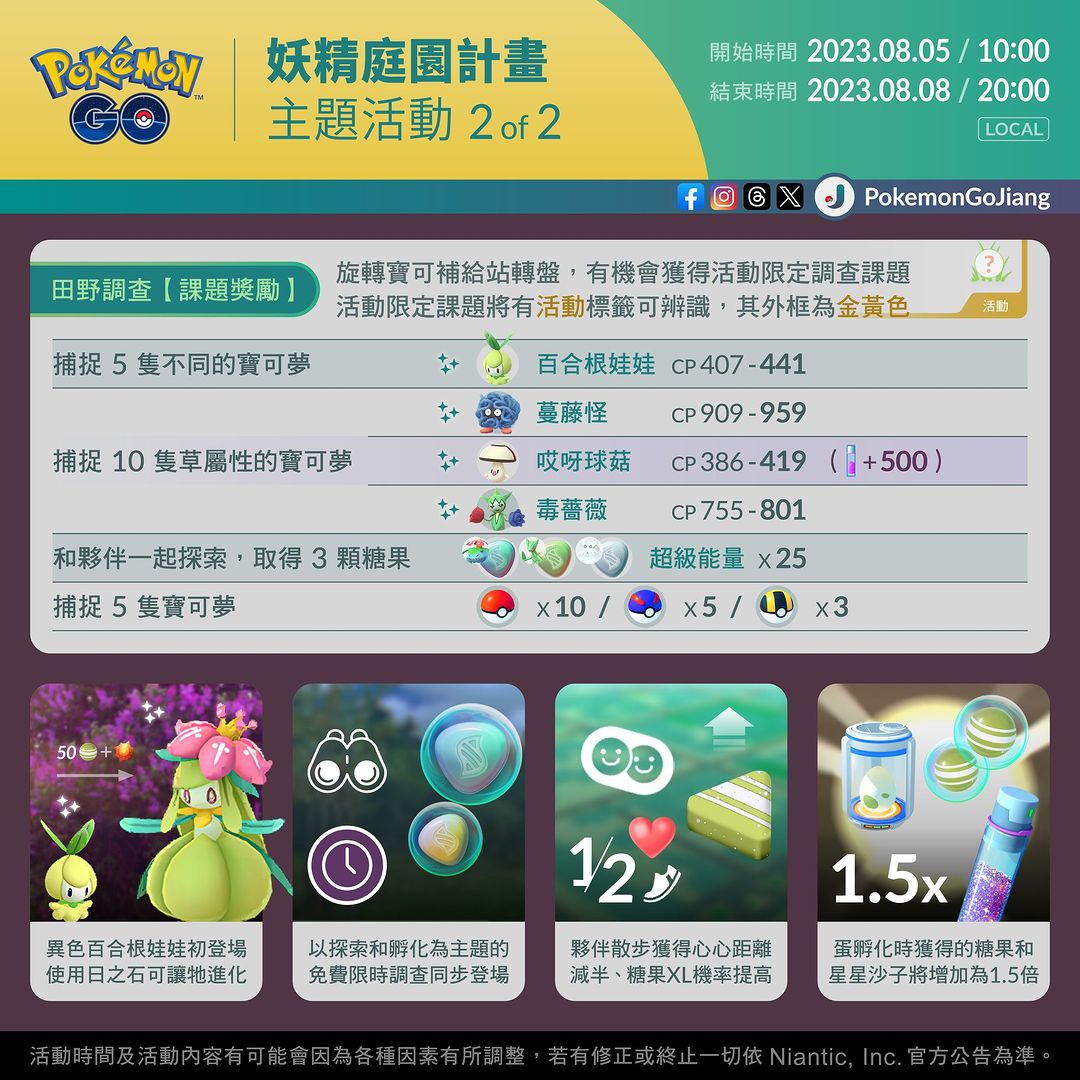 POKÉMON
GO
TM
妖精庭園計畫
主題活動 2 of 2
開始時間 2023.08.05 / 10:00
結束時間 2023.08.08 / 20:00
LOCAL
PokemonGoJiang
田野調查【課題獎勵】
旋轉寶可補給站轉盤，有機會獲得活動限定調查課題
活動限定課題將有活動標籤可辨識，其外框為金黃色
?
活動
捕捉 5 隻不同的寶可夢
百合根娃娃 CP 407 - 441
蔓藤怪 CP 909 - 959
捕捉 10 隻草屬性的寶可夢
哎呀球菇 CP 386 - 419 ( +500 )
毒薔薇 CP 755 - 801
和夥伴一起探索，取得 3 顆糖果
超級能量 x 25
捕捉 5 隻寶可夢
x 10 / x 5 / x 3
50 +
異色百合根娃娃初登場
使用日之石可讓牠進化
以探索和孵化為主題的
免費限時調查同步登場
1/2
夥伴散步獲得心心距離
減半、糖果XL機率提高
1.5x
蛋孵化時獲得的糖果和
星星沙子將增加為1.5倍
活動時間及活動內容有可能會因為各種因素有所調整，若有修正或終止一切依 Niantic, Inc. 官方公告為準。